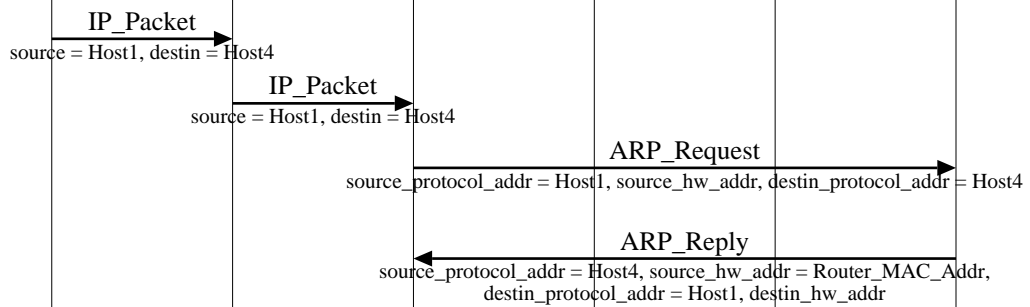 IP_Packet
source = Host1, destin = Host4
IP_Packet
source = Host1, destin = Host4
ARP_Request
source_protocol_addr = Host1, source_hw_addr, destin_protocol_addr = Host4
ARP_Reply
source_protocol_addr = Host4, source_hw_addr = Router_MAC_Addr,
destin_protocol_addr = Host1, destin_hw_addr